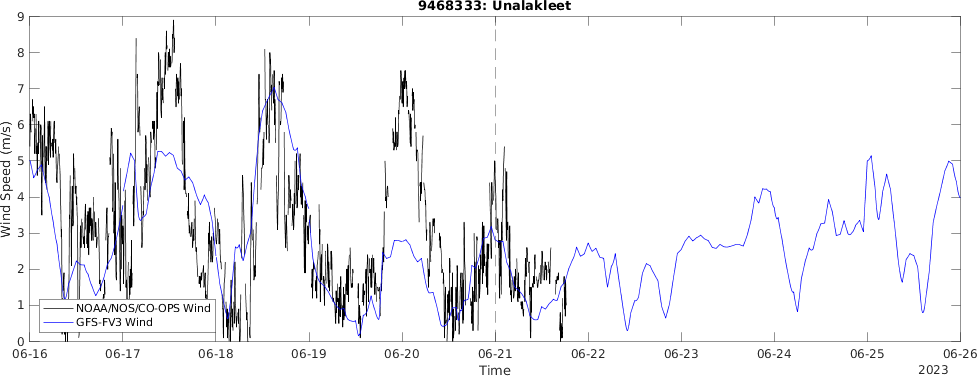 9468333: Unalakleet
9
8
7
6
5
4
3
2
1
0
Wind Speed (m/s)
NOAA/NOS/CO-OPS Wind
GFS-FV3 Wind
06-16 06-17 06-18 06-19 06-20 06-21 06-22 06-23 06-24 06-25 06-26
Time
2023